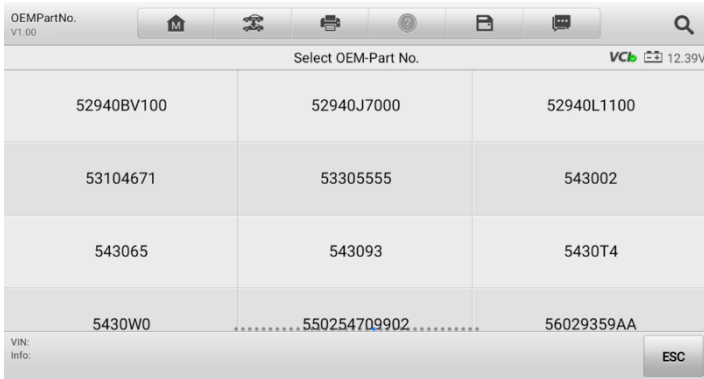 OEMPartNo.
V1.00
M
Select OEM-Part No.
VCI 12.39V
52940BV100 52940J7000 52940L1100
53104671 53305555 543002
543065 543093 5430T4
5430W0 550254709902 56029359AA
VIN:
Info:
ESC